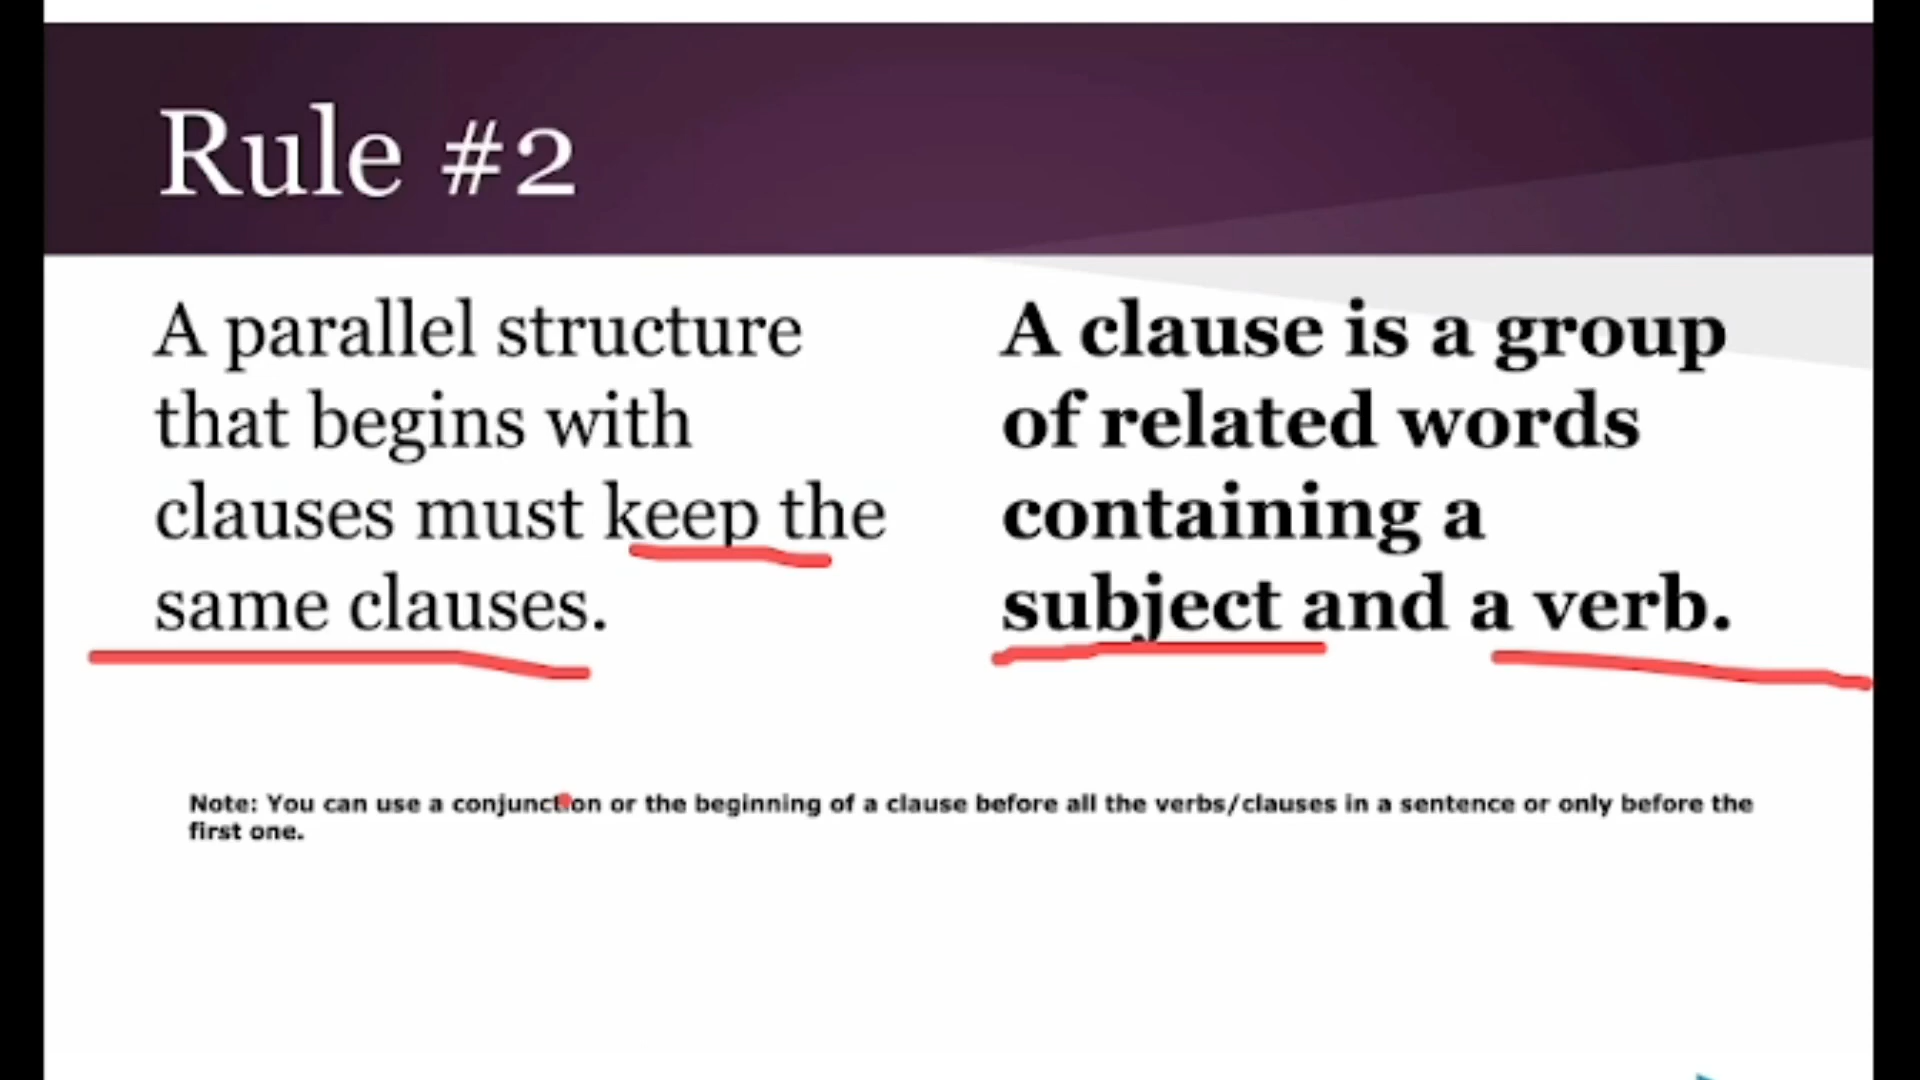 Rule #2
A parallel structure
that begins with
clauses must keep the
same clauses.
A clause is a group
of related words
containing a
subject and a verb.
Note: You can use a conjunction or the beginning of a clause before all the verbs/clauses in a sentence or only before the
first one.